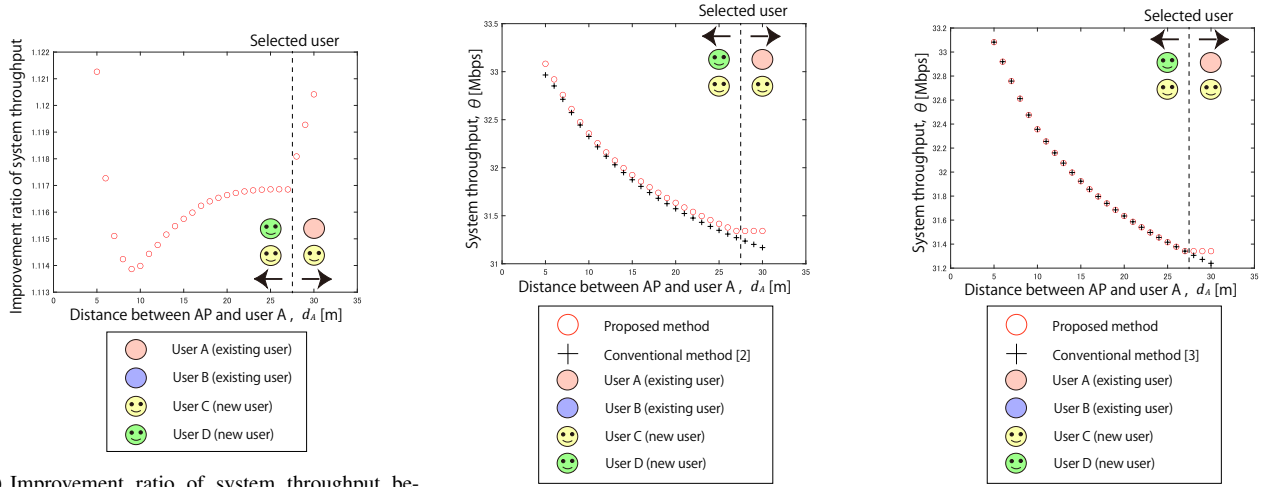 Selected user
1.122
1.121
1.12
1.119
1.118
1.117
1.116
1.115
1.114
1.113
Improvement ratio of system throughput
0 5 10 15 20 25 30 35
Distance between AP and user A , d_A [m]
User A (existing user)
User B (existing user)
User C (new user)
User D (new user)
Improvement ratio of system throughput be-
Selected user
33.5
33
32.5
32
31.5
31
System throughput, θ [Mbps]
0 5 10 15 20 25 30 35
Distance between AP and user A , d_A [m]
Proposed method
Conventional method [2]
User A (existing user)
User B (existing user)
User C (new user)
User D (new user)
Selected user
33.2
33
32.8
32.6
32.4
32.2
32
31.8
31.6
31.4
31.2
System throughput, θ [Mbps]
0 5 10 15 20 25 30 35
Distance between AP and user A , d_A [m]
Proposed method
Conventional method [3]
User A (existing user)
User B (existing user)
User C (new user)
User D (new user)